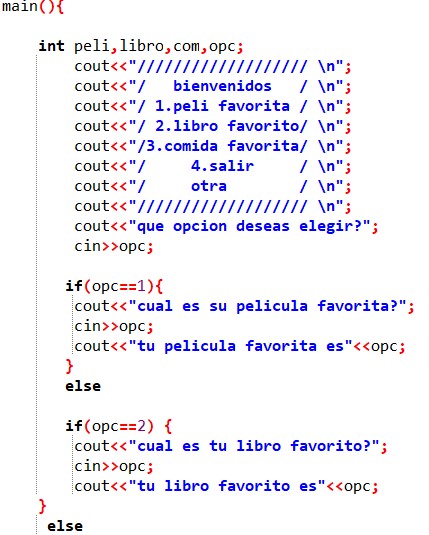 main(){
int peli,libro,com,opc;
cout<<"/////////////////// \n";
cout<<"/   bienvenidos   / \n";
cout<<"/ 1.peli favorita / \n";
cout<<"/ 2.libro favorito/ \n";
cout<<"/3.comida favorita/ \n";
cout<<"/     4.salir     / \n";
cout<<"/     otra        / \n";
cout<<"/////////////////// \n";
cout<<"que opcion deseas elegir?";
cin>>opc;
if(opc==1){
cout<<"cual es su pelicula favorita?";
cin>>opc;
cout<<"tu pelicula favorita es"<<opc;
}
else
if(opc==2) {
cout<<"cual es tu libro favorito?";
cin>>opc;
cout<<"tu libro favorito es"<<opc;
}
else